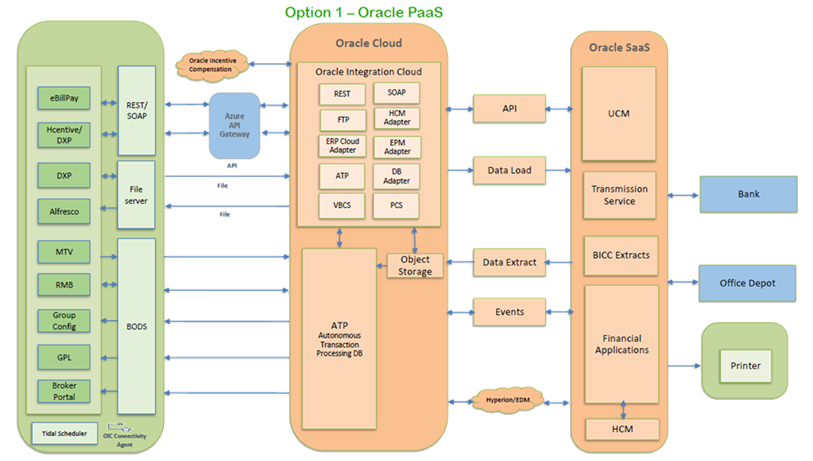 Option 1 – Oracle PaaS
eBillPay
Hcentive/
DXP
DXP
Alfresco
MTV
RMB
Group
Config
GPL
Broker
Portal
REST/
SOAP
File
server
BODS
Tidal Scheduler
OIC Connectivity
Agent
Oracle Incentive
Compensation
Azure
API
Gateway
API
File
File
Oracle Cloud
Oracle Integration Cloud
REST
SOAP
FTP
HCM
Adapter
ERP Cloud
Adapter
EPM
Adapter
ATP
DB
Adapter
VBCS
PCS
Object
Storage
ATP
Autonomous
Transaction
Processing DB
API
Data Load
Data Extract
Events
Hyperion/EDM
Oracle SaaS
UCM
Transmission
Service
BICC Extracts
Financial
Applications
HCM
Bank
Office Depot
Printer